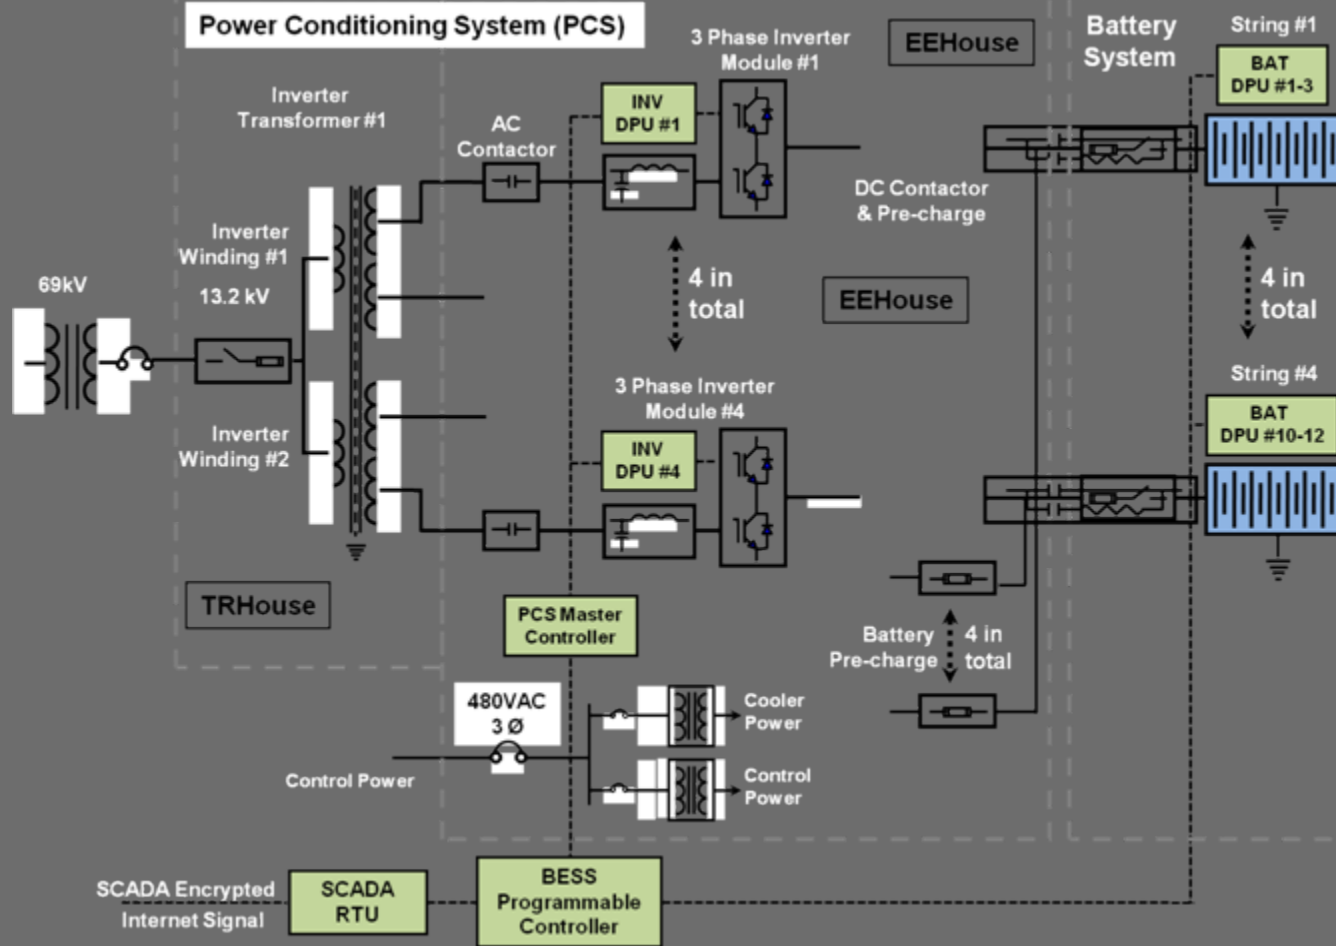 Power Conditioning System (PCS)
3 Phase Inverter
Module #1
EEHouse
Battery
System
String #1
BAT
DPU #1-3
Inverter
Transformer #1
AC
Contactor
INV
DPU #1
DC Contactor
& Pre-charge
Inverter
Winding #1
69kV
13.2 kV
4 in
total
EEHouse
4 in
total
3 Phase Inverter
Module #4
String #4
BAT
DPU #10-12
Inverter
Winding #2
INV
DPU #4
TRHouse
PCS Master
Controller
Battery
Pre-charge
4 in
total
480VAC
3 Ø
Cooler
Power
Control Power
Control
Power
SCADA Encrypted
Internet Signal
SCADA
RTU
BESS
Programmable
Controller